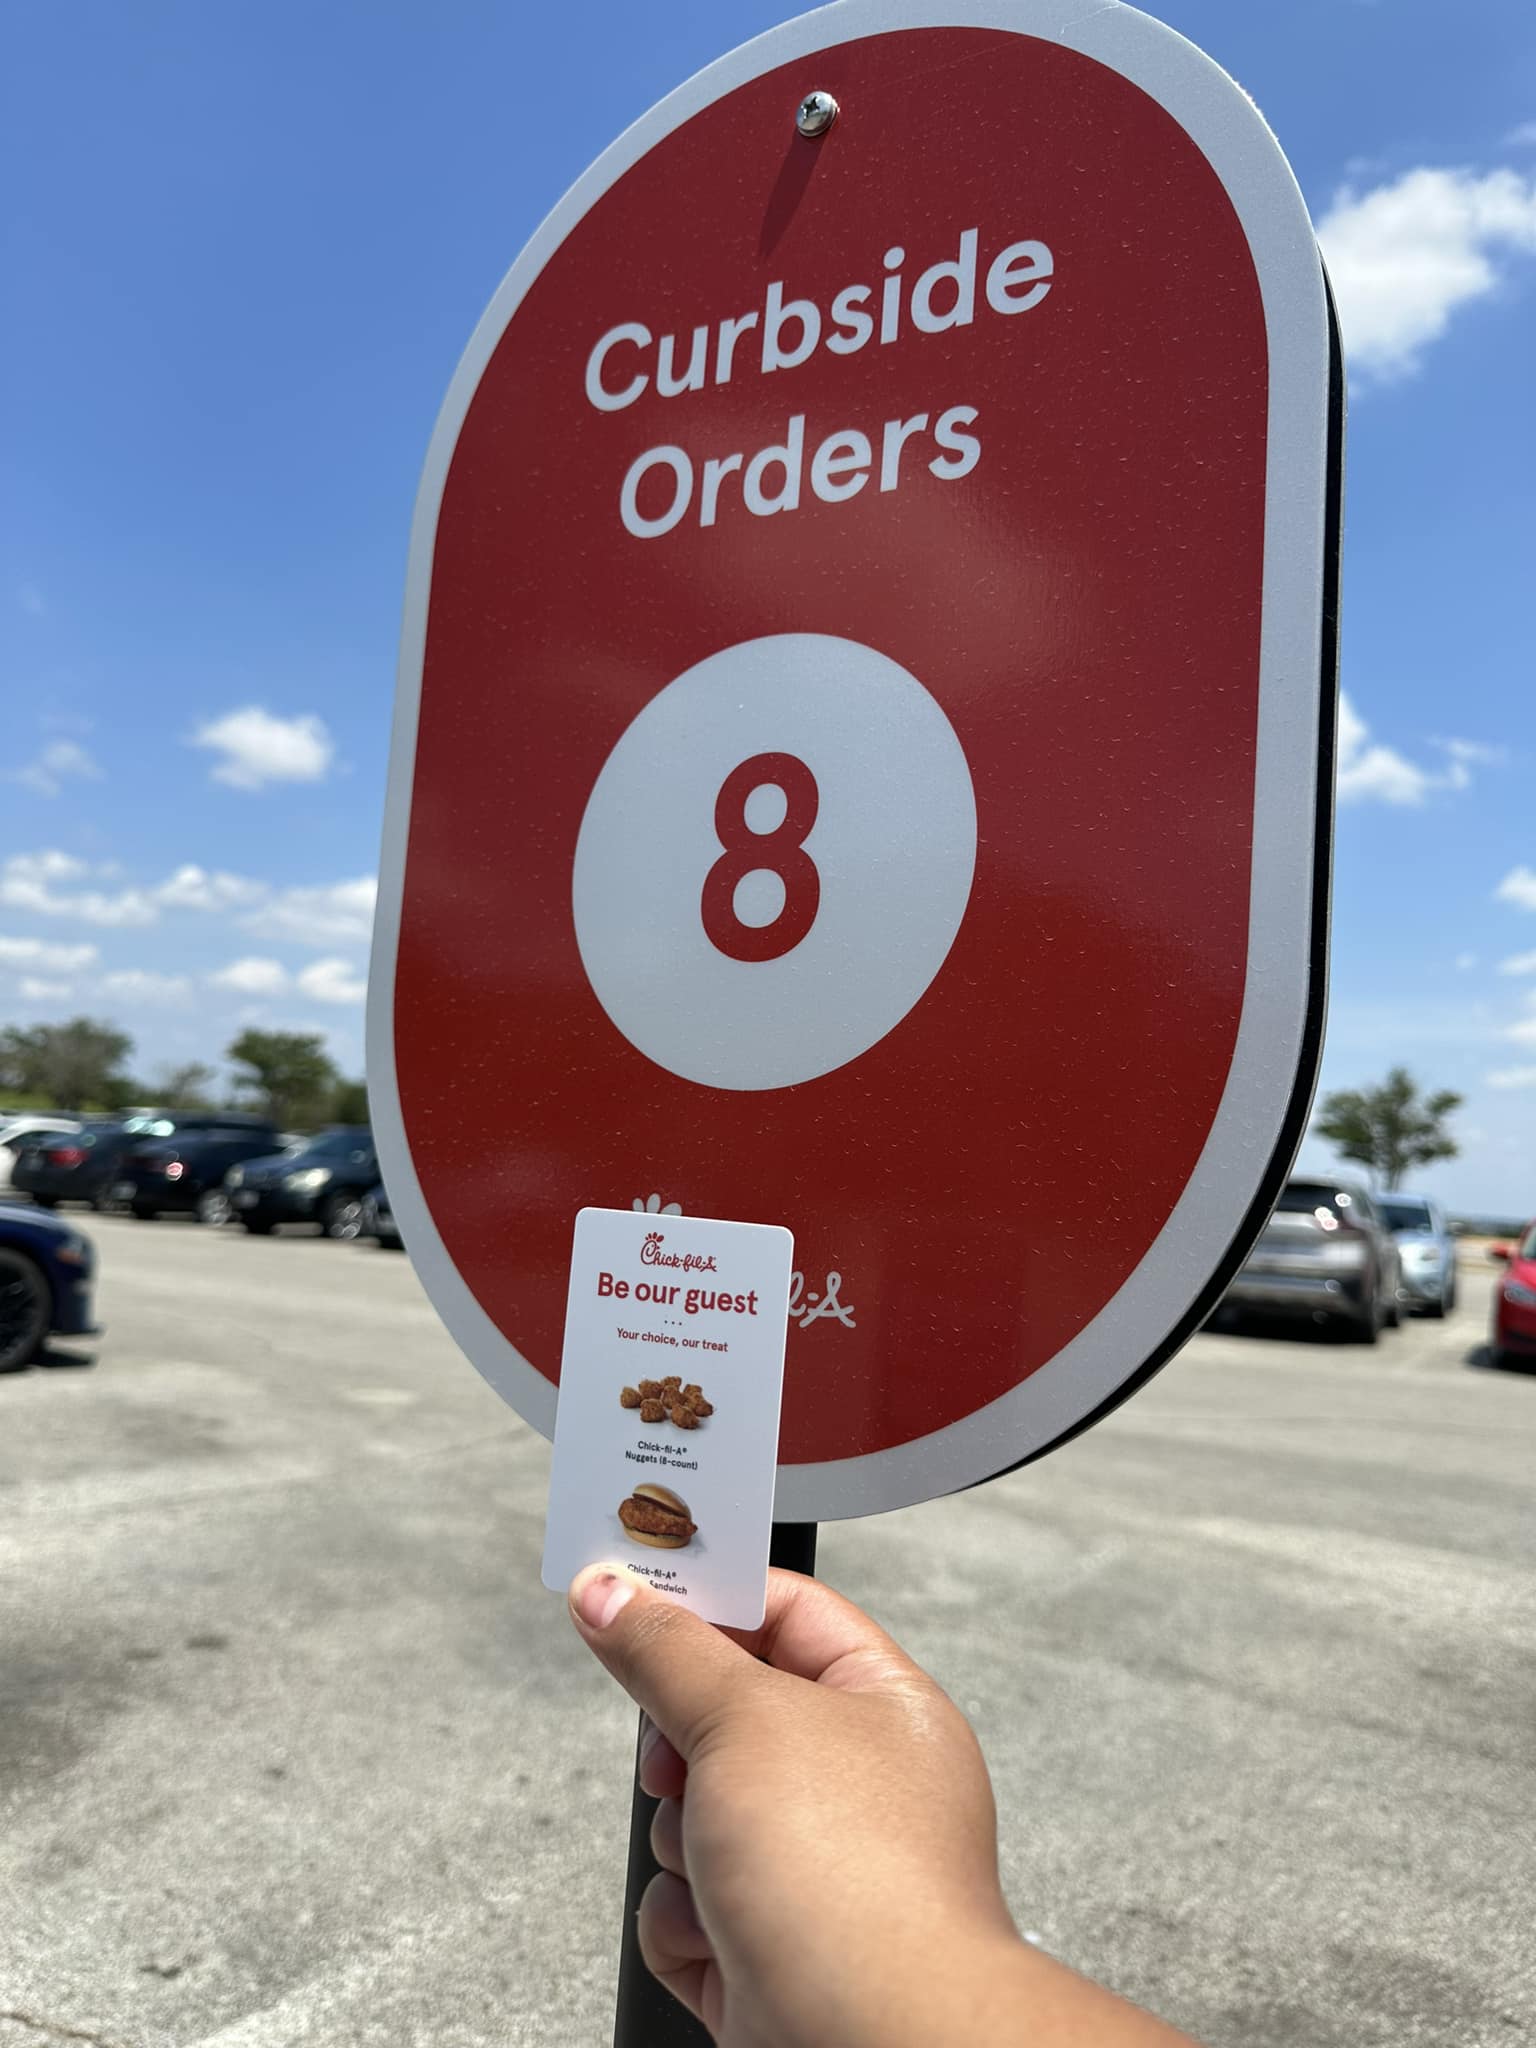 Curbside
Orders
8
l-A
Chick-fil-A
Be our guest
...
Your choice, our treat
Chick-fil-A®
Nuggets (8-count)
Chick-fil-A®
Sandwich